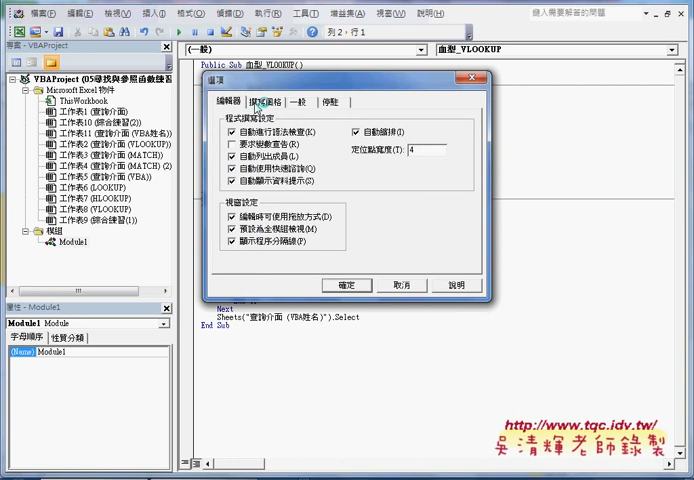 檔案(F) 編輯(E) 檢視(V) 插入(I) 格式(O) 偵錯(D) 執行(R) 工具(T) 增益集(A) 視窗(W) 說明(H) 鍵入需要解答的問題
列 2，行 1
專案 - VBAProject
(一般) 血型_VLOOKUP
VBAProject (05尋找與參照函數練習
Microsoft Excel 物件
ThisWorkbook
工作表1 (查詢介面)
工作表10 (綜合練習(2))
工作表11 (查詢介面 (VBA姓名))
工作表2 (查詢介面 (VLOOKUP))
工作表3 (查詢介面 (MATCH))
工作表4 (查詢介面 (MATCH) (2)
工作表5 (查詢介面 (VBA))
工作表6 (LOOKUP)
工作表7 (HLOOKUP)
工作表8 (VLOOKUP)
工作表9 (綜合練習(1))
模組
Module1
屬性 - Module1
Module1 Module
字母順序 性質分類
(Name) Module1
Public Sub 血型_VLOOKUP()
選項
編輯器 撰寫風格 一般 停駐
程式撰寫設定
自動進行語法檢查(K)
要求變數宣告(R)
自動列出成員(L)
自動使用快速諮詢(Q)
自動顯示資料提示(S)
自動縮排(I)
定位點寬度(T): 4
視窗設定
編輯時可使用拖放方式(D)
預設為全模組檢視(M)
顯示程序分隔線(P)
確定 取消 說明
Next
Sheets("查詢介面 (VBA姓名)").Select
End Sub
http://www.tqc.idv.tw/
吳清輝老師錄製